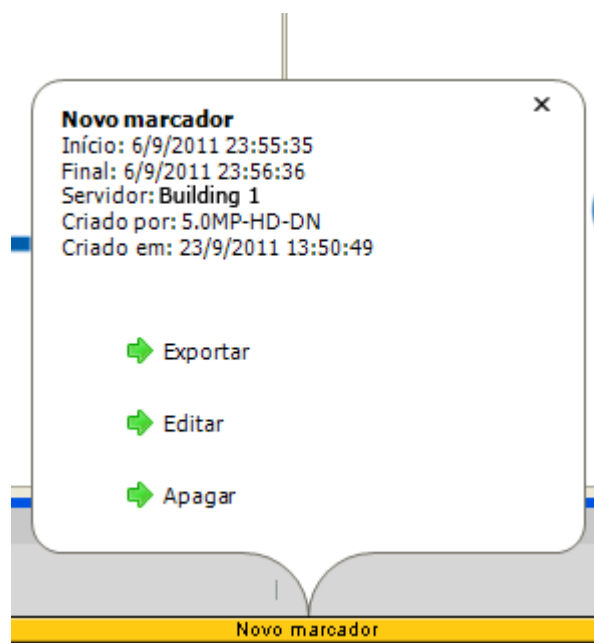 Novo marcador
Início: 6/9/2011 23:55:35
Final: 6/9/2011 23:56:36
Servidor: Building 1
Criado por: 5.0MP-HD-DN
Criado em: 23/9/2011 13:50:49
Exportar
Editar
Apagar
Novo marcador